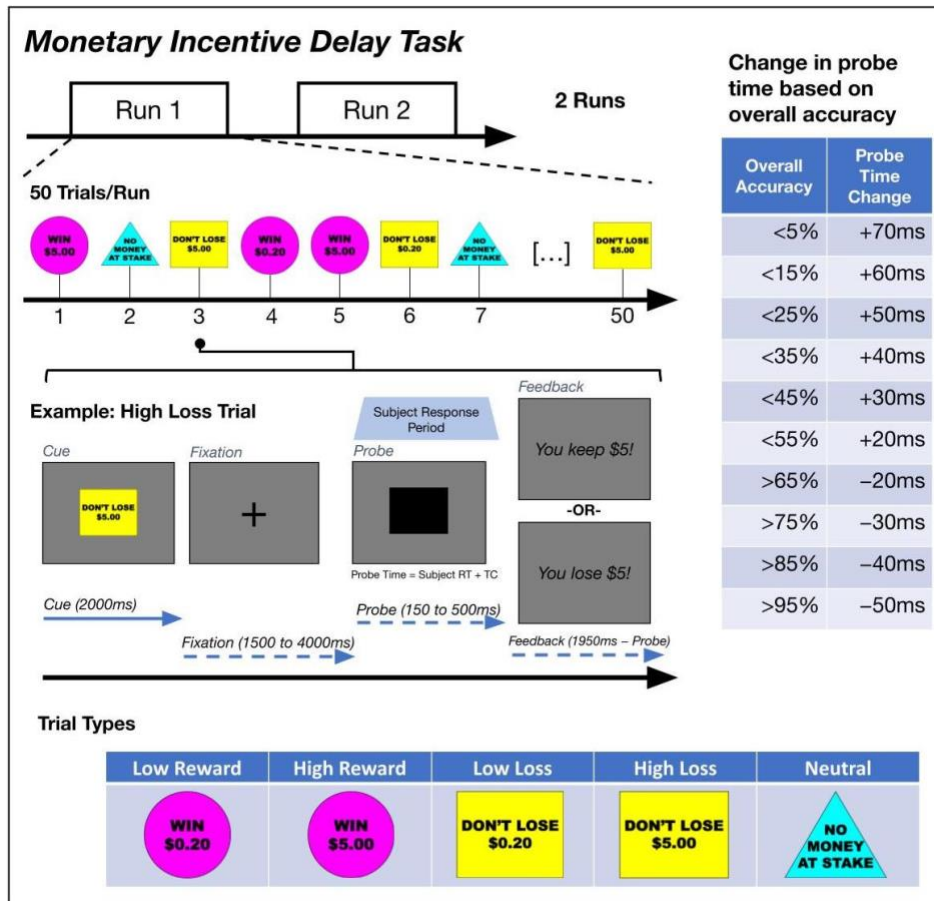 Monetary Incentive Delay Task
Run 1
Run 2
2 Runs
50 Trials/Run
WIN
$5.00
NO
MONEY
AT STAKE
DON'T LOSE
$5.00
WIN
$0.20
WIN
$5.00
DON'T LOSE
$0.20
NO
MONEY
AT STAKE
[...]
DON'T LOSE
$5.00
1 2 3 4 5 6 7 50
Example: High Loss Trial
Cue
DON'T LOSE
$5.00
Fixation
+
Subject Response
Period
Probe
Probe Time = Subject RT + TC
Feedback
You keep $5!
-OR-
You lose $5!
Cue (2000ms)
Fixation (1500 to 4000ms)
Probe (150 to 500ms)
Feedback (1950ms – Probe)
Change in probe
time based on
overall accuracy
Overall
Accuracy
Probe
Time
Change
<5% +70ms
<15% +60ms
<25% +50ms
<35% +40ms
<45% +30ms
<55% +20ms
>65% −20ms
>75% −30ms
>85% −40ms
>95% −50ms
Trial Types
Low Reward High Reward Low Loss High Loss Neutral
WIN
$0.20
WIN
$5.00
DON'T LOSE
$0.20
DON'T LOSE
$5.00
NO
MONEY
AT STAKE